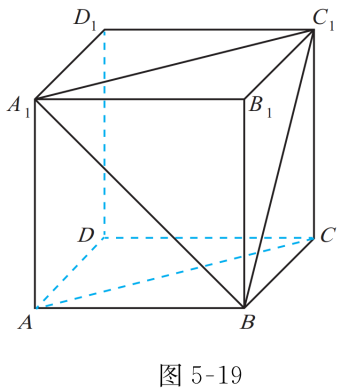 D₁ C₁
A₁ B₁
D C
A B
图 5-19